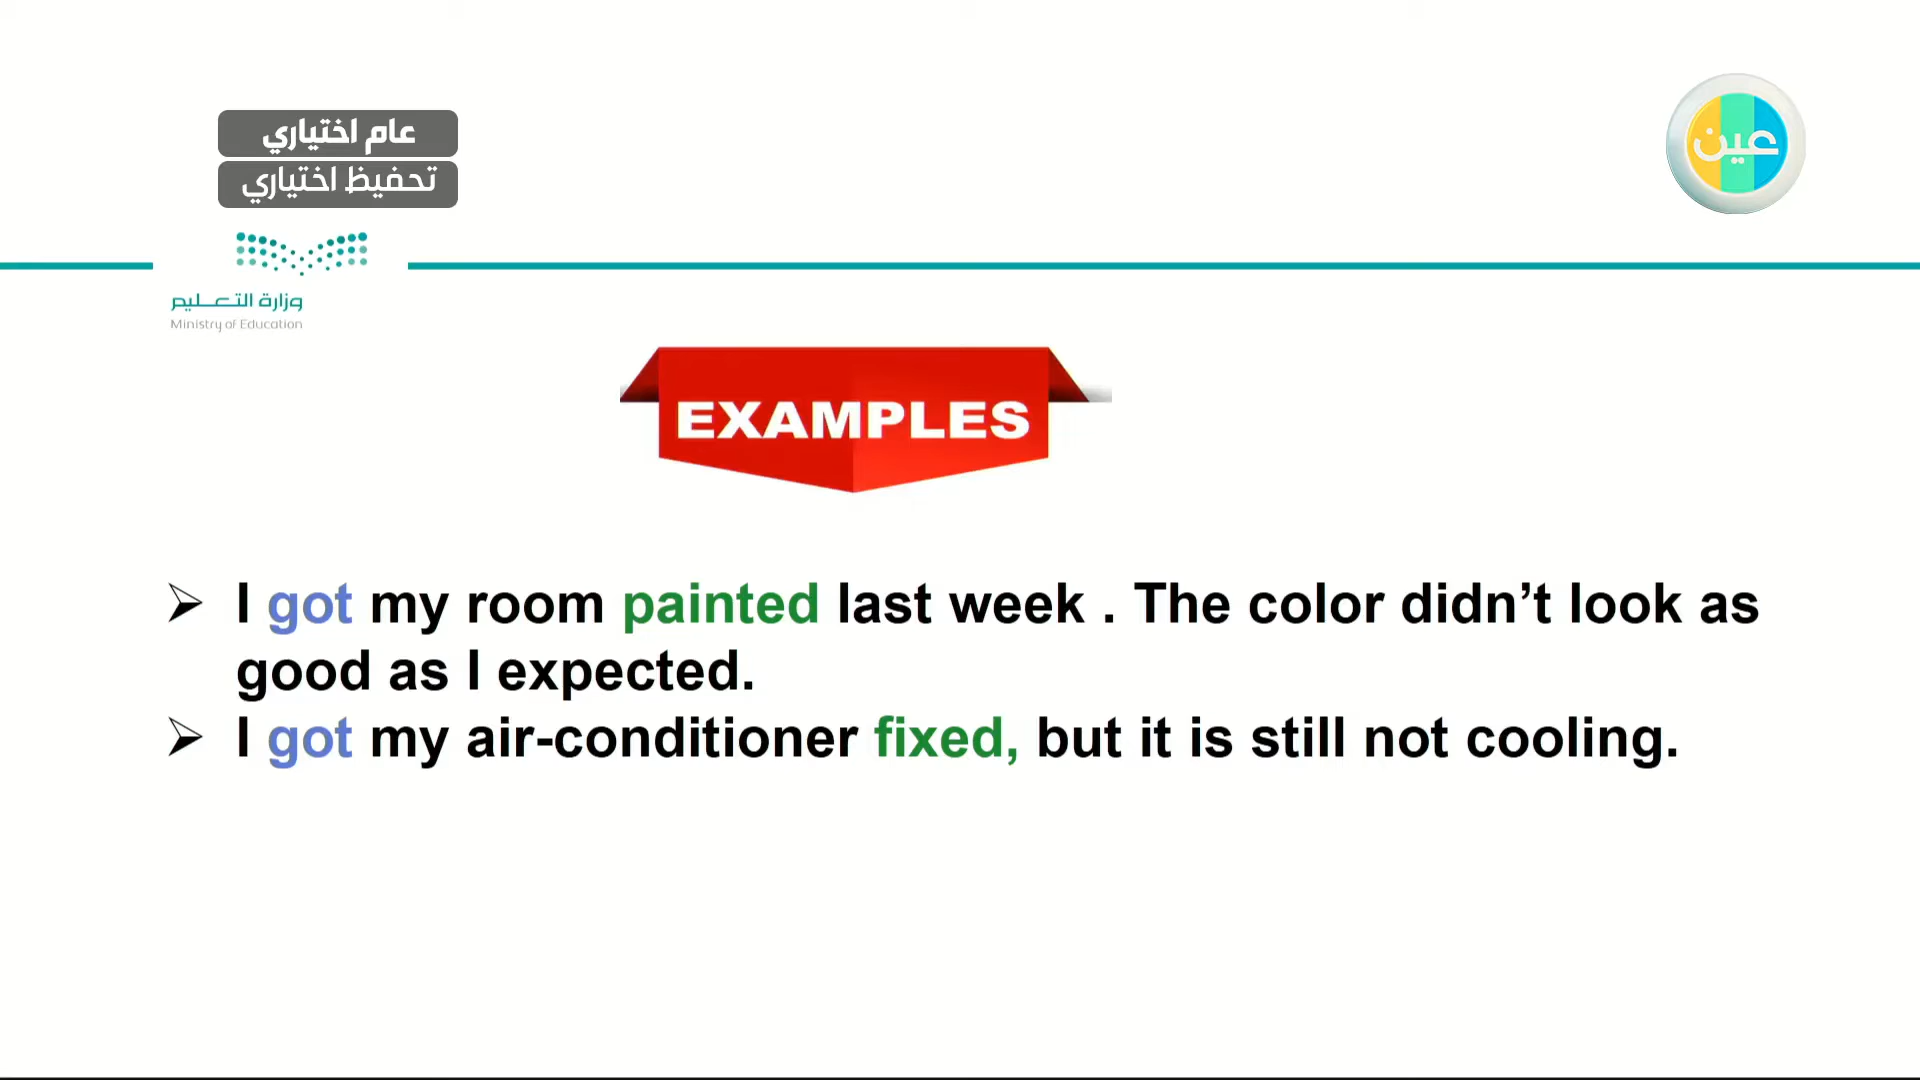 عام اختياري
تحفيظ اختياري
عين
وزارة التعليم
Ministry of Education
EXAMPLES
➢ I got my room painted last week . The color didn’t look as
good as I expected.
➢ I got my air-conditioner fixed, but it is still not cooling.